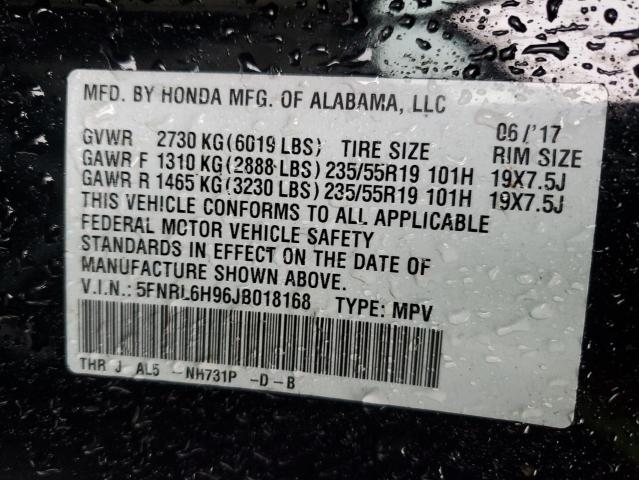 MFD. BY HONDA MFG. OF ALABAMA, LLC 06/'17
GVWR 2730 KG(6019 LBS) TIRE SIZE RIM SIZE
GAWR F 1310 KG(2888 LBS) 235/55R19 101H 19X7.5J
GAWR R 1465 KG(3230 LBS) 235/55R19 101H 19X7.5J
THIS VEHICLE CONFORMS TO ALL APPLICABLE
FEDERAL MOTOR VEHICLE SAFETY
STANDARDS IN EFFECT ON THE DATE OF
MANUFACTURE SHOWN ABOVE.
V.I.N.: 5FNRL6H96JB018168 TYPE: MPV
THR J AL5 -NH731P -D-B